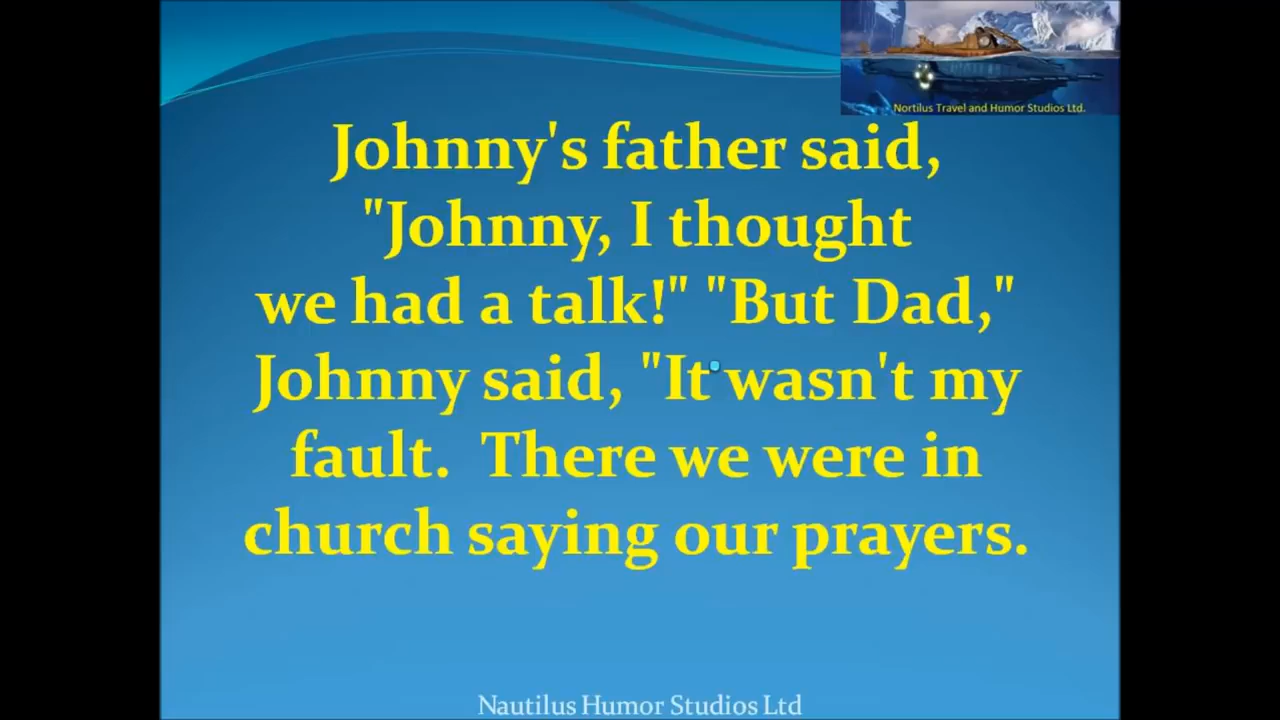 Nortilus Travel and Humor Studios Ltd.
Johnny's father said,
"Johnny, I thought
we had a talk!" "But Dad,"
Johnny said, "It wasn't my
fault.  There we were in
church saying our prayers.
Nautilus Humor Studios Ltd